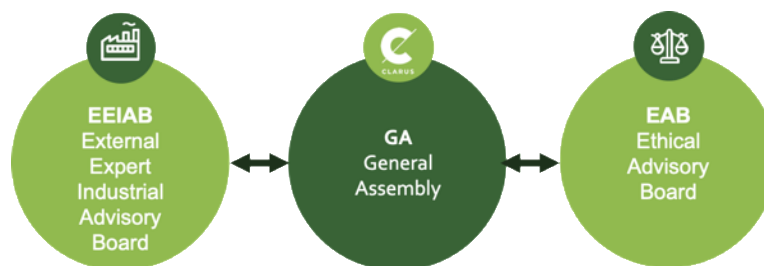 EEIAB
External
Expert
Industrial
Advisory
Board
CLARUS
GA
General
Assembly
EAB
Ethical
Advisory
Board